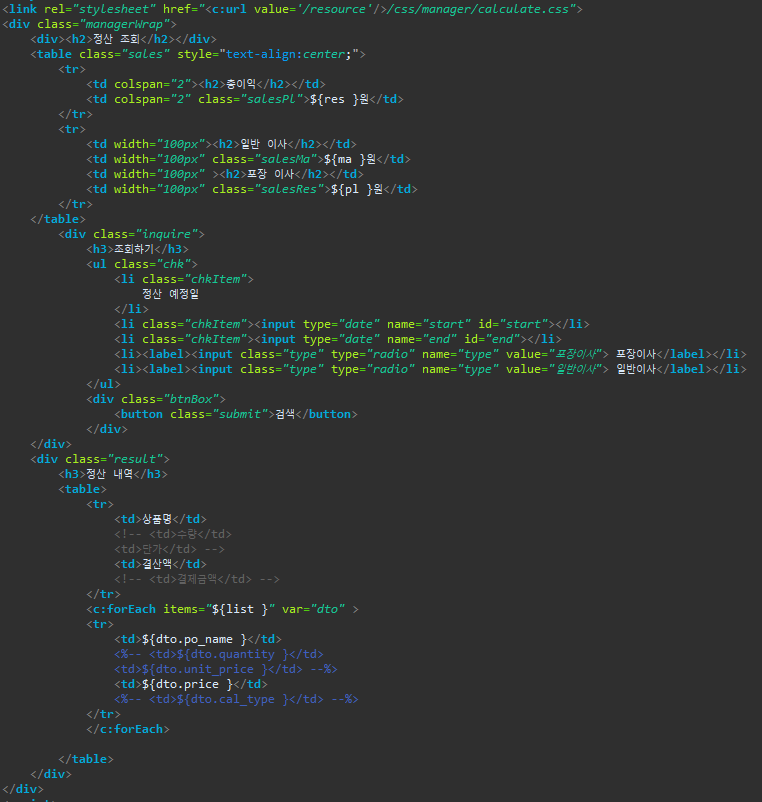 <link rel="stylesheet" href="<c:url value='/resource'/>/css/manager/calculate.css">
<div class="managerWrap">
    <div><h2>정산 조회</h2></div>
    <table class="sales" style="text-align:center;">
        <tr>
            <td colspan="2"><h2>총이익</h2></td>
            <td colspan="2" class="salesPl">${res }원</td>
        </tr>
        <tr>
            <td width="100px"><h2>일반 이사</h2></td>
            <td width="100px" class="salesMa">${ma }원</td>
            <td width="100px" ><h2>포장 이사</h2></td>
            <td width="100px" class="salesRes">${pl }원</td>
        </tr>
    </table>
        <div class="inquire">
            <h3>조회하기</h3>
            <ul class="chk">
                <li class="chkItem">
                    정산 예정일
                </li>
                <li class="chkItem"><input type="date" name="start" id="start"></li>
                <li class="chkItem"><input type="date" name="end" id="end"></li>
                <li><label><input class="type" type="radio" name="type" value="포장이사"> 포장이사</label></li>
                <li><label><input class="type" type="radio" name="type" value="일반이사"> 일반이사</label></li>
            </ul>
            <div class="btnBox">
                <button class="submit">검색</button>
            </div>
    </div>
    <div class="result">
        <h3>정산 내역</h3>
        <table>
            <tr>
                <td>상품명</td>
                <!-- <td>수량</td>
                <td>단가</td> -->
                <td>결산액</td>
                <!-- <td>결제금액</td> -->
            </tr>
            <c:forEach items="${list }" var="dto" >
            <tr>
                <td>${dto.po_name }</td>
                <%-- <td>${dto.quantity }</td>
                <td>${dto.unit_price }</td> --%>
                <td>${dto.price }</td>
                <%-- <td>${dto.cal_type }</td> --%>
            </tr>
            </c:forEach>

        </table>
    </div>
</div>